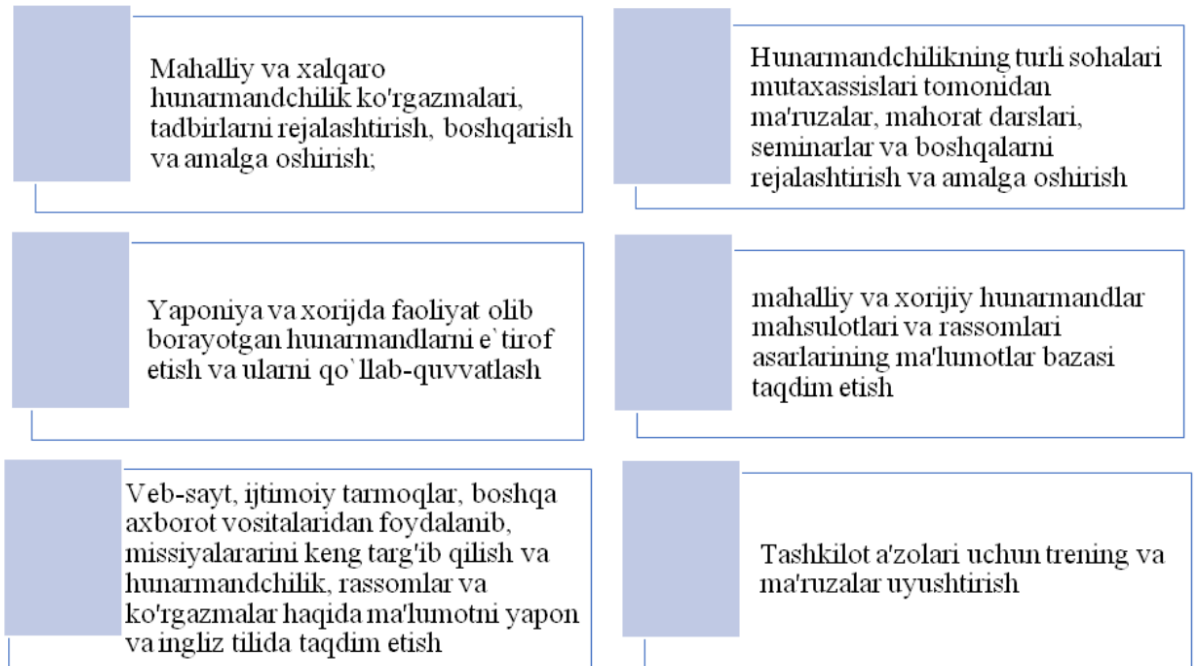 Mahalliy va xalqaro
hunarmandchilik ko'rgazmalari,
tadbirlarni rejalashtirish, boshqarish
va amalga oshirish;
Hunarmandchilikning turli sohalari
mutaxassislari tomonidan
ma'ruzalar, mahorat darslari,
seminarlar va boshqalarni
rejalashtirish va amalga oshirish
Yaponiya va xorijda faoliyat olib
borayotgan hunarmandlarni e`tirof
etish va ularni qo`llab-quvvatlash
mahalliy va xorijiy hunarmandlar
mahsulotlari va rassomlari
asarlarining ma'lumotlar bazasi
taqdim etish
Veb-sayt, ijtimoiy tarmoqlar, boshqa
axborot vositalaridan foydalanib,
missiyalararini keng targ'ib qilish va
hunarmandchilik, rassomlar va
ko'rgazmalar haqida ma'lumotni yapon
va ingliz tilida taqdim etish
Tashkilot a'zolari uchun trening va
ma'ruzalar uyushtirish